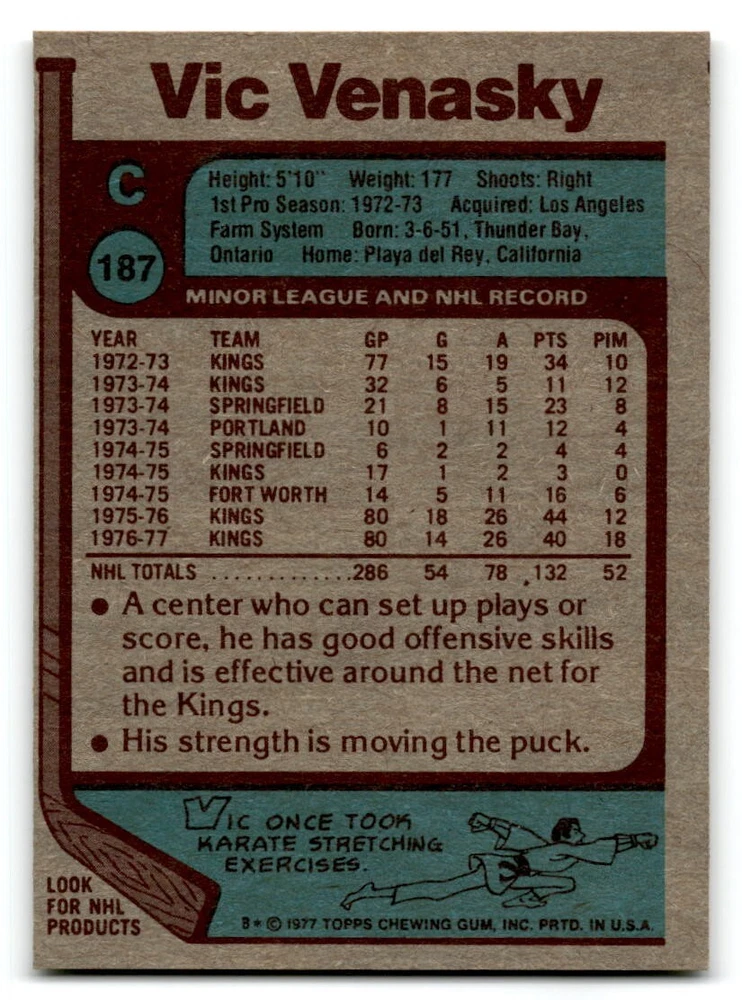 Vic Venasky
C
187
Height: 5'10" Weight: 177 Shoots: Right
1st Pro Season: 1972-73 Acquired: Los Angeles
Farm System Born: 3-6-51, Thunder Bay,
Ontario Home: Playa del Rey, California
MINOR LEAGUE AND NHL RECORD
YEAR TEAM GP G A PTS PIM
1972-73 KINGS 77 15 19 34 10
1973-74 KINGS 32 6 5 11 12
1973-74 SPRINGFIELD 21 8 15 23 8
1973-74 PORTLAND 10 1 11 12 4
1974-75 SPRINGFIELD 6 2 2 4 4
1974-75 KINGS 17 1 2 3 0
1974-75 FORT WORTH 14 5 11 16 6
1975-76 KINGS 80 18 26 44 12
1976-77 KINGS 80 14 26 40 18
NHL TOTALS .............286 54 78 132 52
● A center who can set up plays or
score, he has good offensive skills
and is effective around the net for
the Kings.
● His strength is moving the puck.
VIC ONCE TOOK
KARATE STRETCHING
EXERCISES.
LOOK
FOR NHL
PRODUCTS
B* © 1977 TOPPS CHEWING GUM, INC. PRTD. IN U.S.A.